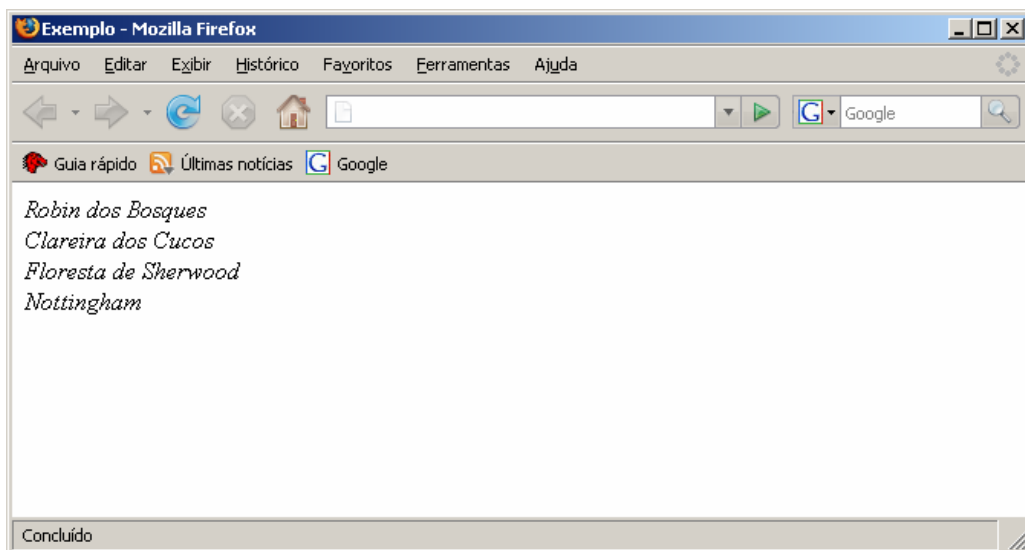 Exemplo - Mozilla Firefox
Arquivo Editar Exibir Histórico Favoritos Ferramentas Ajuda
G Google
Guia rápido Últimas notícias G Google
Robin dos Bosques
Clareira dos Cucos
Floresta de Sherwood
Nottingham
Concluído